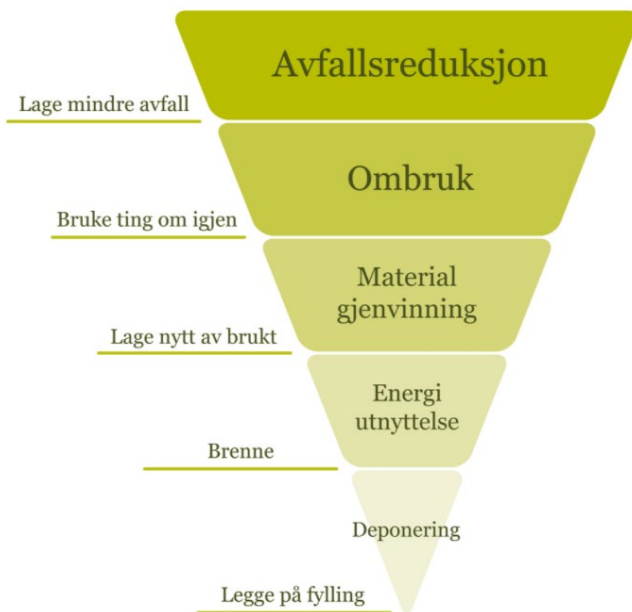 Avfallsreduksjon
Lage mindre avfall
Ombruk
Bruke ting om igjen
Material
gjenvinning
Lage nytt av brukt
Energi
utnyttelse
Brenne
Deponering
Legge på fylling